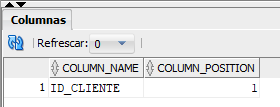 Columnas
Refrescar: 0
COLUMN_NAME COLUMN_POSITION
1 ID_CLIENTE 1